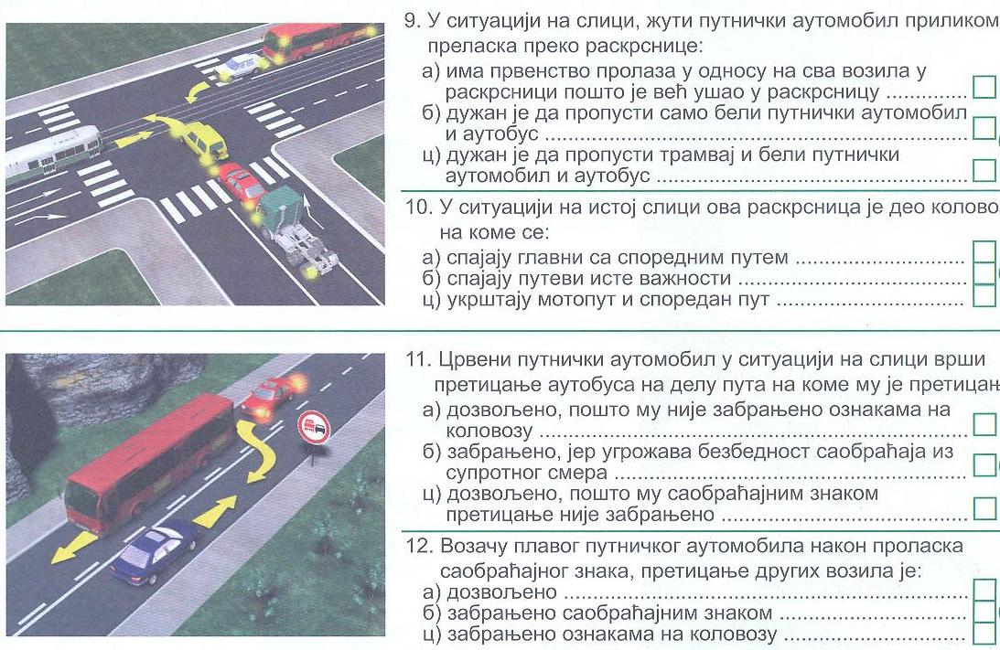 9. У ситуацији на слици, жути путнички аутомобил приликом
преласка преко раскрснице:
а) има првенство пролаза у односу на сва возила у
раскрсници пошто је већ ушао у раскрсницу ..............
б) дужан је да пропусти само бели путнички аутомобил
и аутобус ..............................................................
ц) дужан је да пропусти трамвај и бели путнички
аутомобил и аутобус ..............................................
10. У ситуацији на истој слици ова раскрсница је део колово
на коме се:
а) спајају главни са споредним путем .........................
б) спајају путеви исте важности ..................................
ц) укрштају мотопут и споредан пут ............................
11. Црвени путнички аутомобил у ситуацији на слици врши
претицање аутобуса на делу пута на коме му је претицањ
а) дозвољено, пошто му није забрањено ознакама на
коловозу ................................................................
б) забрањено, јер угрожава безбедност саобраћаја из
супротног смера ....................................................
ц) дозвољено, пошто му саобраћајним знаком
претицање није забрањено ....................................
12. Возачу плавог путничког аутомобила након проласка
саобраћајног знака, претицање других возила је:
а) дозвољено ............................................................
б) забрањено саобраћајним знаком ............................
ц) забрањено ознакама на коловозу ...........................